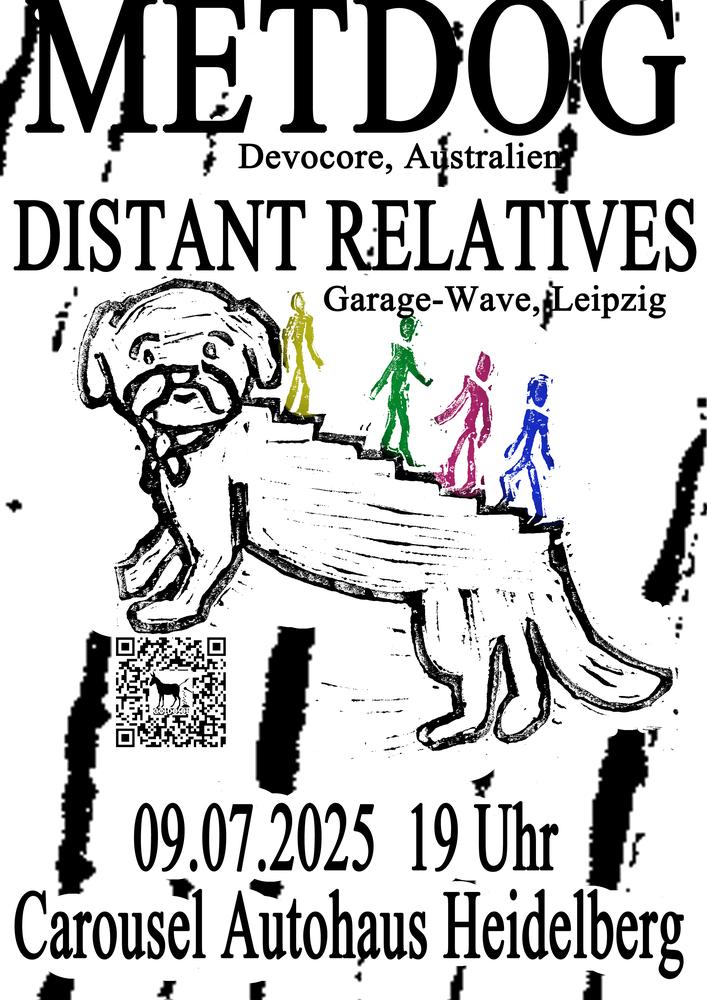 METDOG
Devocore, Australien
DISTANT RELATIVES
Garage-Wave, Leipzig
09.07.2025 19 Uhr
Carousel Autohaus Heidelberg